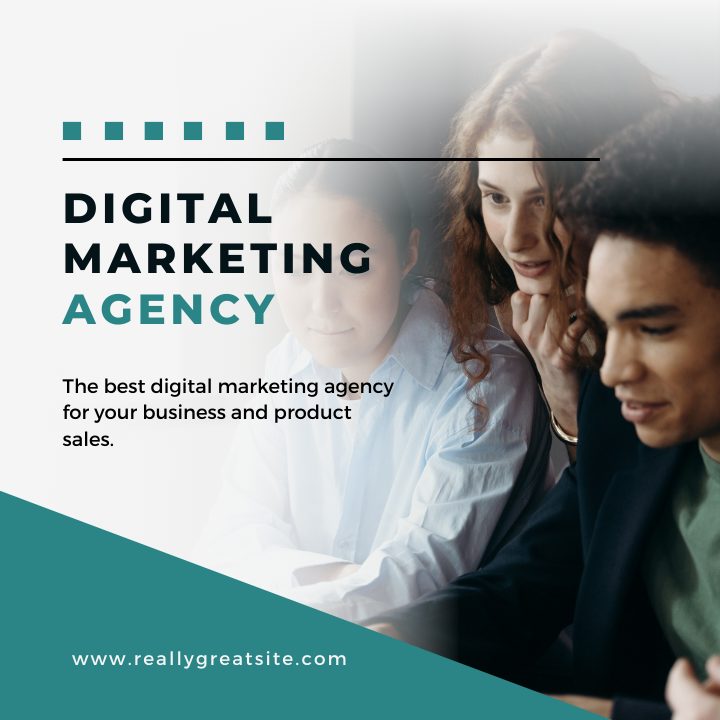 DIGITAL
MARKETING
AGENCY
The best digital marketing agency
for your business and product
sales.
www.reallygreatsite.com